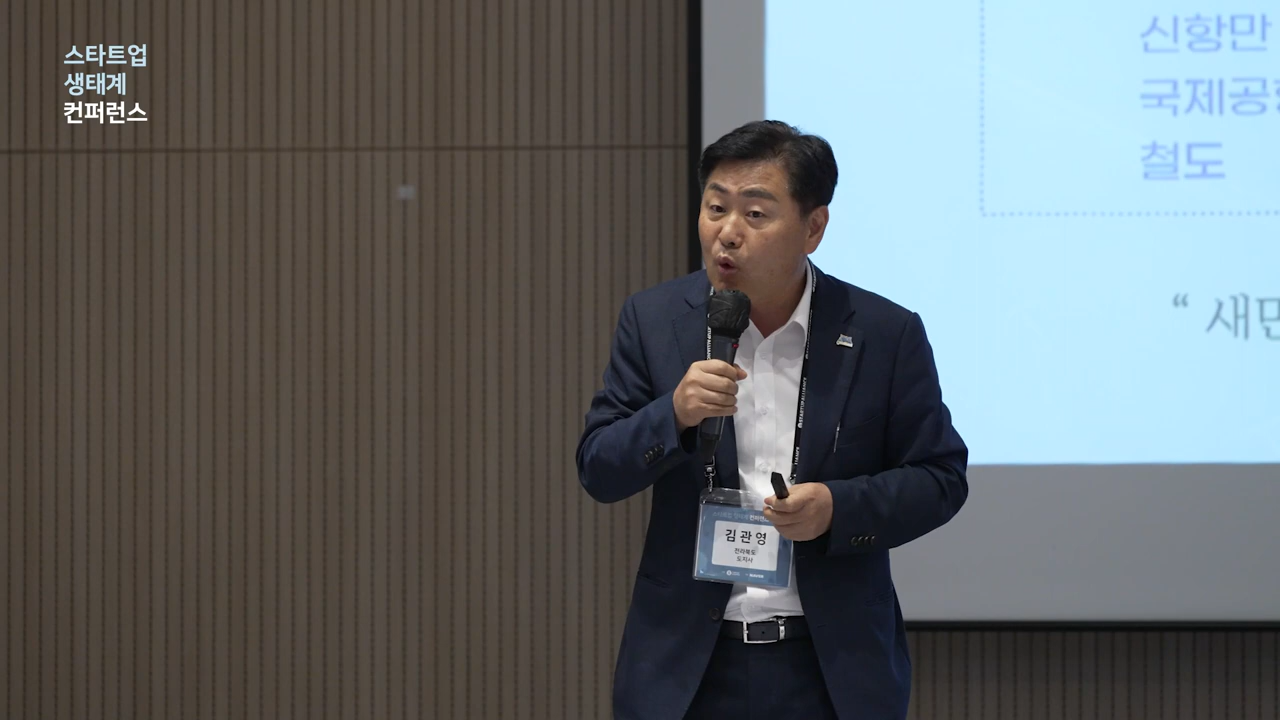 스타트업
생태계
컨퍼런스
신항만
국제공
철도
“ 새만
김관영
전라북도
도지사